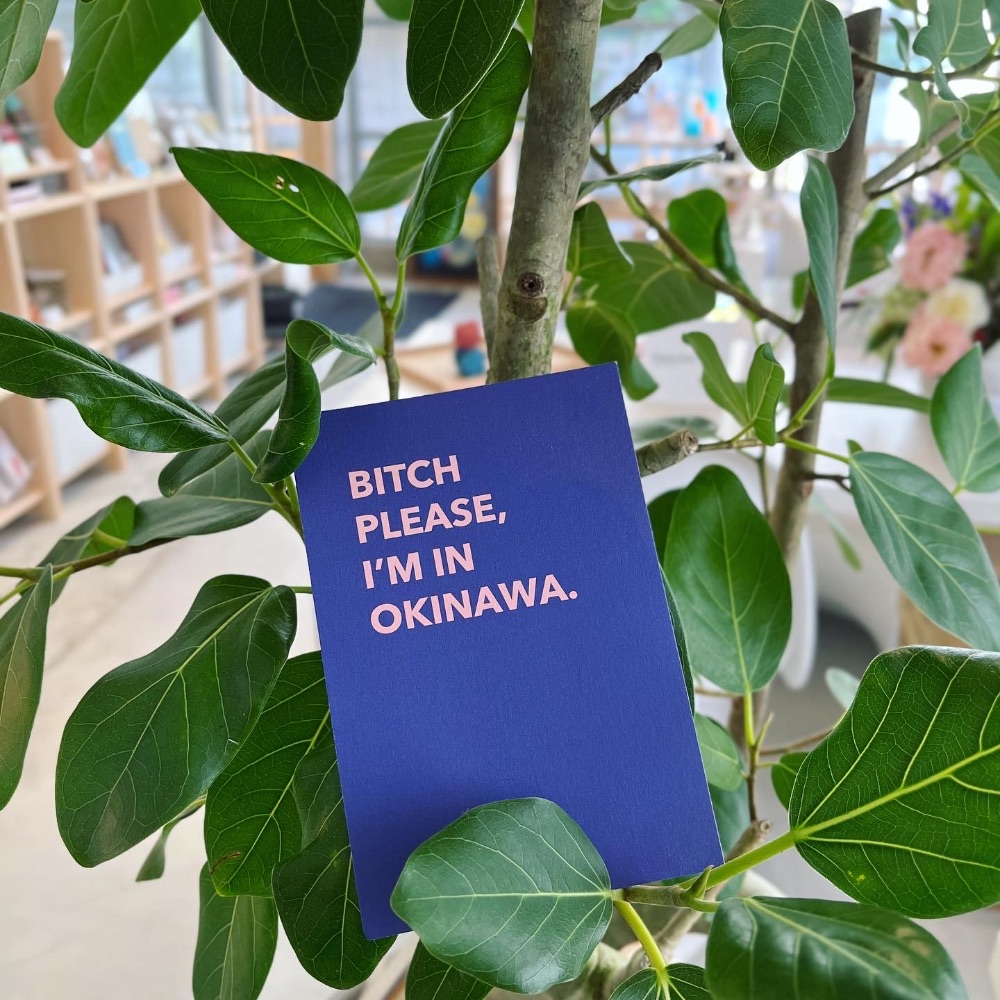 BITCH
PLEASE,
I'M IN
OKINAWA.